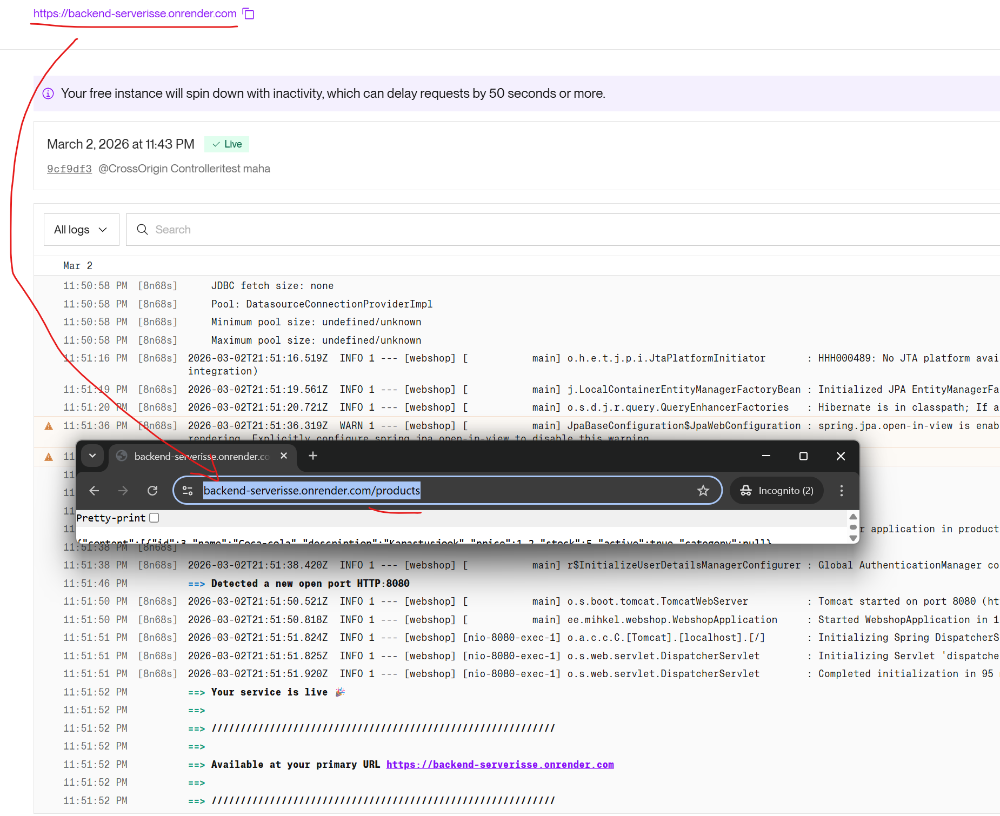 https://backend-serverisse.onrender.com
Your free instance will spin down with inactivity, which can delay requests by 50 seconds or more.
March 2, 2026 at 11:43 PM Live
9cf9df3 @CrossOrigin Controlleritest maha
All logs Search
Mar 2
11:50:58 PM [8n68s] JDBC fetch size: none
11:50:58 PM [8n68s] Pool: DatasourceConnectionProviderImpl
11:50:58 PM [8n68s] Minimum pool size: undefined/unknown
11:50:58 PM [8n68s] Maximum pool size: undefined/unknown
11:51:16 PM [8n68s] 2026-03-02T21:51:16.519Z INFO 1 --- [webshop] [ main] o.h.e.t.j.p.i.JtaPlatformInitiator : HHH000489: No JTA platform avai
integration)
11:51:19 PM [8n68s] 2026-03-02T21:51:19.561Z INFO 1 --- [webshop] [ main] j.LocalContainerEntityManagerFactoryBean : Initialized JPA EntityManagerFa
11:51:20 PM [8n68s] 2026-03-02T21:51:20.721Z INFO 1 --- [webshop] [ main] o.s.d.j.r.query.QueryEnhancerFactories : Hibernate is in classpath; If a
11:51:36 PM [8n68s] 2026-03-02T21:51:36.319Z WARN 1 --- [webshop] [ main] JpaBaseConfiguration$JpaWebConfiguration : spring.jpa.open-in-view is enab
rendering. Explicitly configure spring.jpa.open-in-view to disable this warning
11
backend-serverisse.onrender.co
11
backend-serverisse.onrender.com/products Incognito (2)
11
11
Pretty-print
11 r application in product
{"content":[{"id":3,"name":"Coca-cola","description":"Karastusjook","price":1.2,"stock":5,"active":true,"category":null}
11:51:38 PM [8n68s]
11:51:38 PM [8n68s] 2026-03-02T21:51:38.420Z INFO 1 --- [webshop] [ main] r$InitializeUserDetailsManagerConfigurer : Global AuthenticationManager co
11:51:46 PM ==> Detected a new open port HTTP:8080
11:51:50 PM [8n68s] 2026-03-02T21:51:50.521Z INFO 1 --- [webshop] [ main] o.s.boot.tomcat.TomcatWebServer : Tomcat started on port 8080 (ht
11:51:50 PM [8n68s] 2026-03-02T21:51:50.818Z INFO 1 --- [webshop] [ main] ee.mihkel.webshop.WebshopApplication : Started WebshopApplication in 1
11:51:51 PM [8n68s] 2026-03-02T21:51:51.824Z INFO 1 --- [webshop] [nio-8080-exec-1] o.a.c.c.C.[Tomcat].[localhost].[/] : Initializing Spring DispatcherS
11:51:51 PM [8n68s] 2026-03-02T21:51:51.825Z INFO 1 --- [webshop] [nio-8080-exec-1] o.s.web.servlet.DispatcherServlet : Initializing Servlet 'dispatche
11:51:51 PM [8n68s] 2026-03-02T21:51:51.920Z INFO 1 --- [webshop] [nio-8080-exec-1] o.s.web.servlet.DispatcherServlet : Completed initialization in 95
11:51:52 PM ==> Your service is live 🎉
11:51:52 PM ==>
11:51:52 PM ==> ///////////////////////////////////////////////////////////
11:51:52 PM ==>
11:51:52 PM ==> Available at your primary URL https://backend-serverisse.onrender.com
11:51:52 PM ==>
11:51:52 PM ==> ///////////////////////////////////////////////////////////